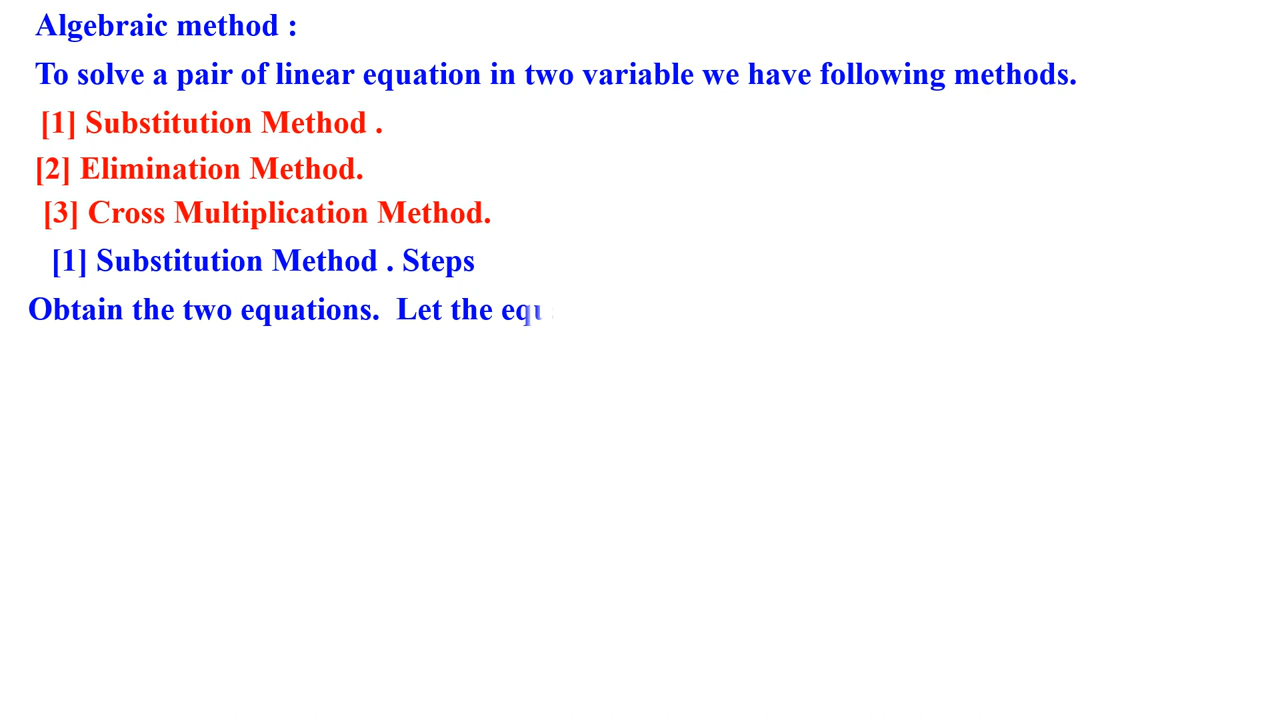 Algebraic method :
To solve a pair of linear equation in two variable we have following methods.
[1] Substitution Method .
[2] Elimination Method.
[3] Cross Multiplication Method.
[1] Substitution Method . Steps
Obtain the two equations. Let the